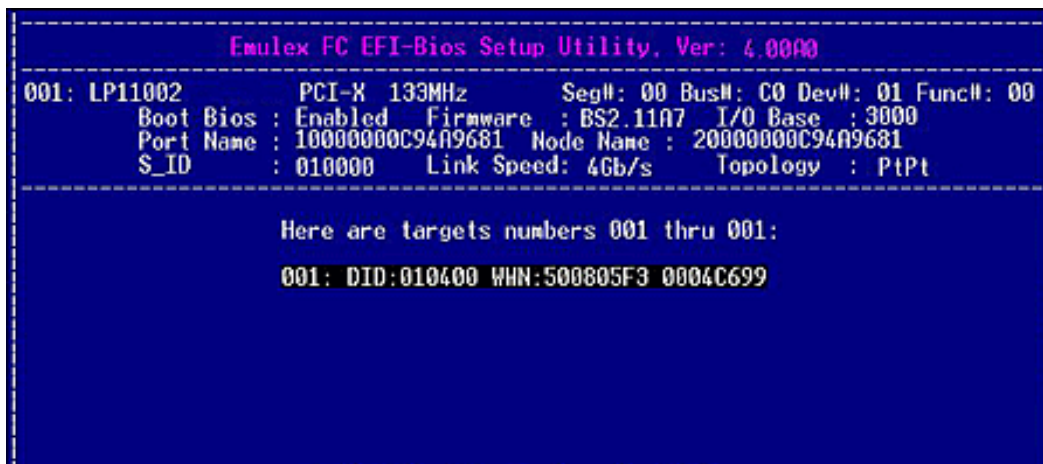 Emulex FC EFI-Bios Setup Utility, Ver: 4.00A0
001: LP11002 PCI-X 133MHz Seg#: 00 Bus#: C0 Dev#: 01 Func#: 00
Boot Bios : Enabled Firmware : BS2.11A7 I/O Base : 3000
Port Name : 10000000C94A9681 Node Name : 20000000C94A9681
S_ID : 010000 Link Speed: 4Gb/s Topology : PtPt
Here are targets numbers 001 thru 001:
001: DID:010400 WWN:500805F3 0004C699